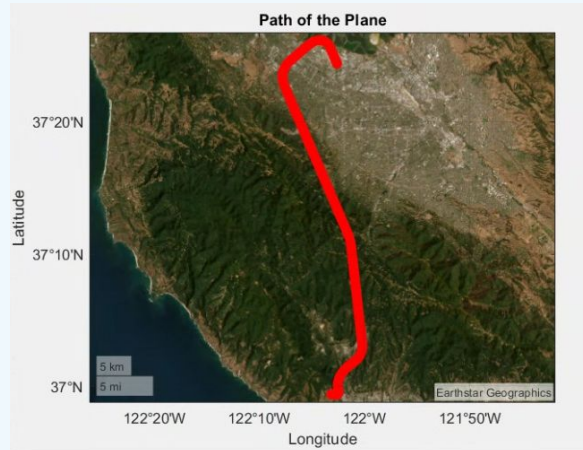 Path of the Plane
Latitude
37°20'N
37°10'N
37°N
5 km
5 mi
Earthstar Geographics
122°20'W
122°10'W
122°W
121°50'W
Longitude